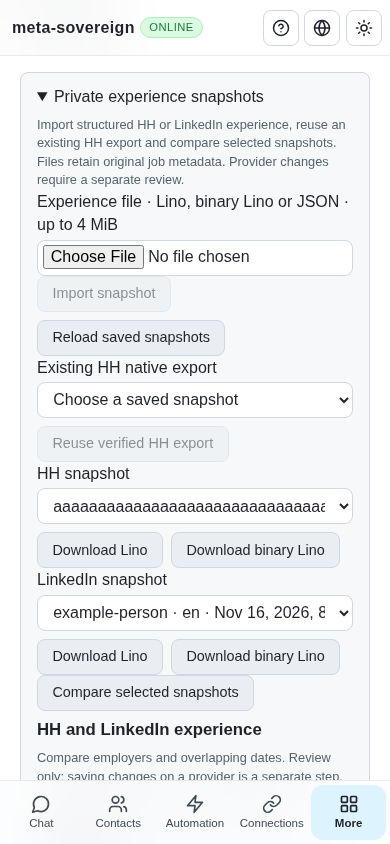 meta-sovereign ONLINE
Private experience snapshots
Import structured HH or LinkedIn experience, reuse an
existing HH export and compare selected snapshots.
Files retain original job metadata. Provider changes
require a separate review.
Experience file · Lino, binary Lino or JSON ·
up to 4 MiB
Choose File No file chosen
Import snapshot
Reload saved snapshots
Existing HH native export
Choose a saved snapshot
Reuse verified HH export
HH snapshot
Download Lino Download binary Lino
LinkedIn snapshot
example-person · en · Nov 16, 2026, 8
Download Lino Download binary Lino
Compare selected snapshots
HH and LinkedIn experience
Compare employers and overlapping dates. Review
only; saving changes on a provider is a separate step.
Chat Contacts Automation Connections More